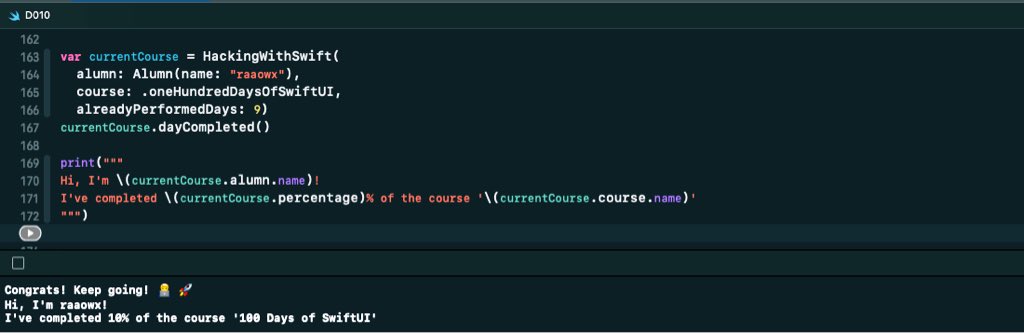 D010
162
163 var currentCourse = HackingWithSwift(
164 alumn: Alumn(name: "raaowx"),
165 course: .oneHundredDaysOfSwiftUI,
166 alreadyPerformedDays: 9)
167 currentCourse.dayCompleted()
168
169 print("""
170 Hi, I'm \(currentCourse.alumn.name)!
171 I've completed \(currentCourse.percentage)% of the course '\(currentCourse.course.name)'
172 """)
Congrats! Keep going! 👨‍💻 🚀
Hi, I'm raaowx!
I've completed 10% of the course '100 Days of SwiftUI'